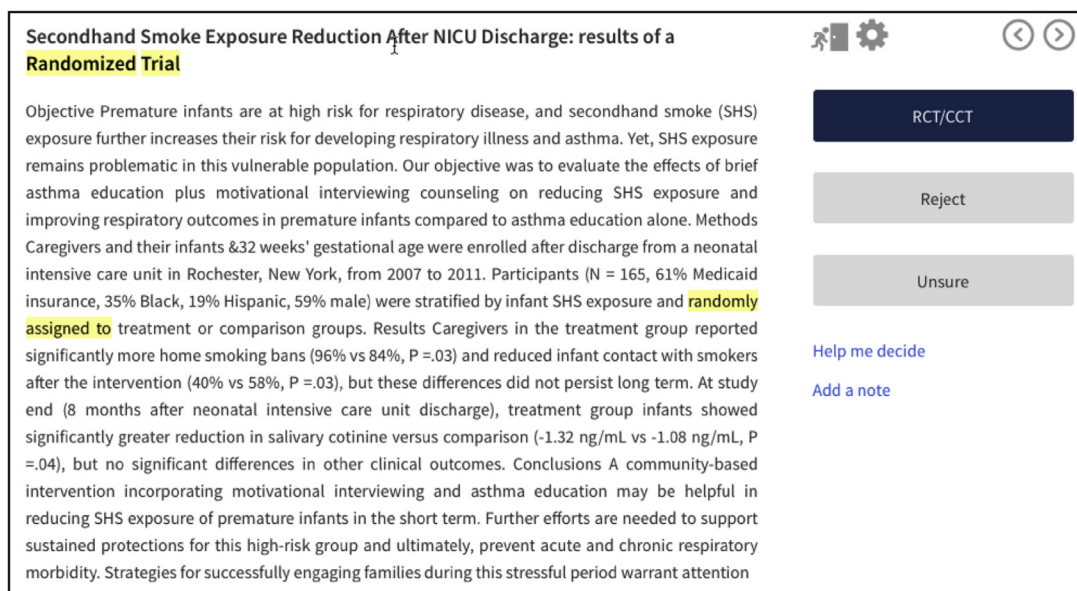 Secondhand Smoke Exposure Reduction After NICU Discharge: results of a
Randomized Trial
Objective Premature infants are at high risk for respiratory disease, and secondhand smoke (SHS)
exposure further increases their risk for developing respiratory illness and asthma. Yet, SHS exposure
remains problematic in this vulnerable population. Our objective was to evaluate the effects of brief
asthma education plus motivational interviewing counseling on reducing SHS exposure and
improving respiratory outcomes in premature infants compared to asthma education alone. Methods
Caregivers and their infants &32 weeks' gestational age were enrolled after discharge from a neonatal
intensive care unit in Rochester, New York, from 2007 to 2011. Participants (N = 165, 61% Medicaid
insurance, 35% Black, 19% Hispanic, 59% male) were stratified by infant SHS exposure and randomly
assigned to treatment or comparison groups. Results Caregivers in the treatment group reported
significantly more home smoking bans (96% vs 84%, P =.03) and reduced infant contact with smokers
after the intervention (40% vs 58%, P =.03), but these differences did not persist long term. At study
end (8 months after neonatal intensive care unit discharge), treatment group infants showed
significantly greater reduction in salivary cotinine versus comparison (-1.32 ng/mL vs -1.08 ng/mL, P
=.04), but no significant differences in other clinical outcomes. Conclusions A community-based
intervention incorporating motivational interviewing and asthma education may be helpful in
reducing SHS exposure of premature infants in the short term. Further efforts are needed to support
sustained protections for this high-risk group and ultimately, prevent acute and chronic respiratory
morbidity. Strategies for successfully engaging families during this stressful period warrant attention
RCT/CCT
Reject
Unsure
Help me decide
Add a note